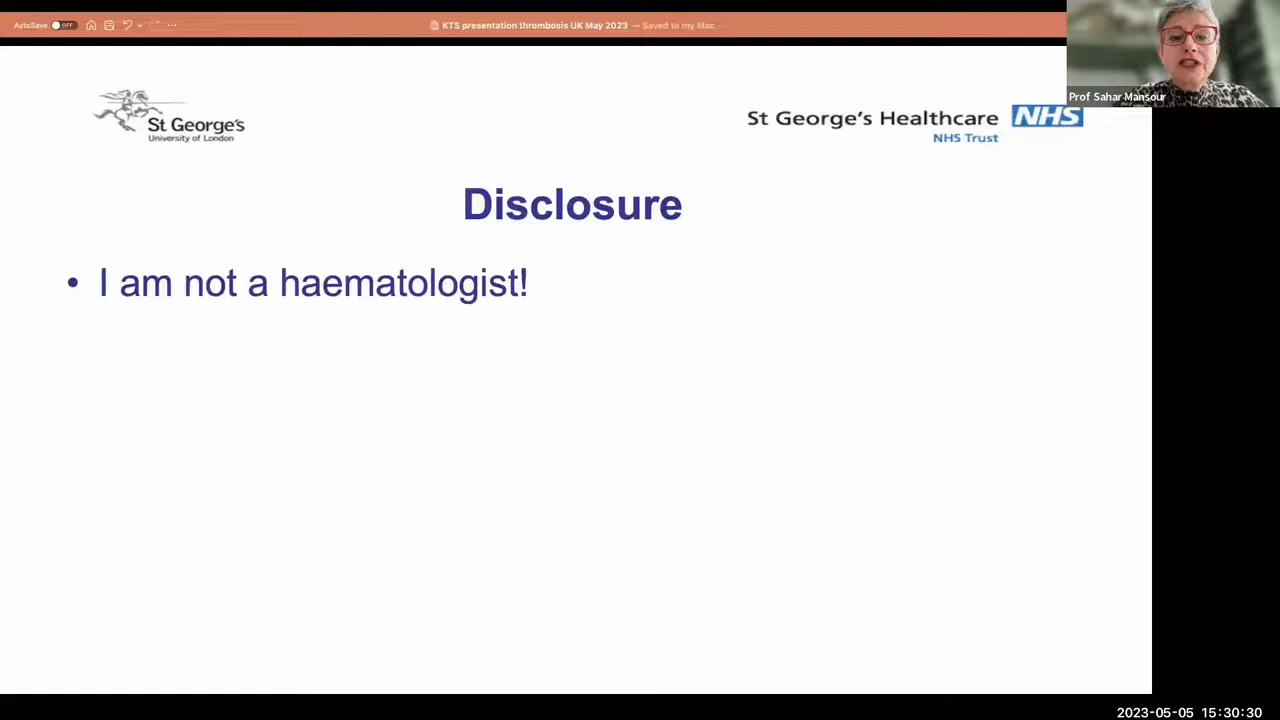 AutoSave OFF
KTS presentation thrombosis UK May 2023 — Saved to my Mac
Prof Sahar Mansour
St George's
University of London
St George's Healthcare NHS
NHS Trust
Disclosure
• I am not a haematologist!
2023-05-05 15:30:30